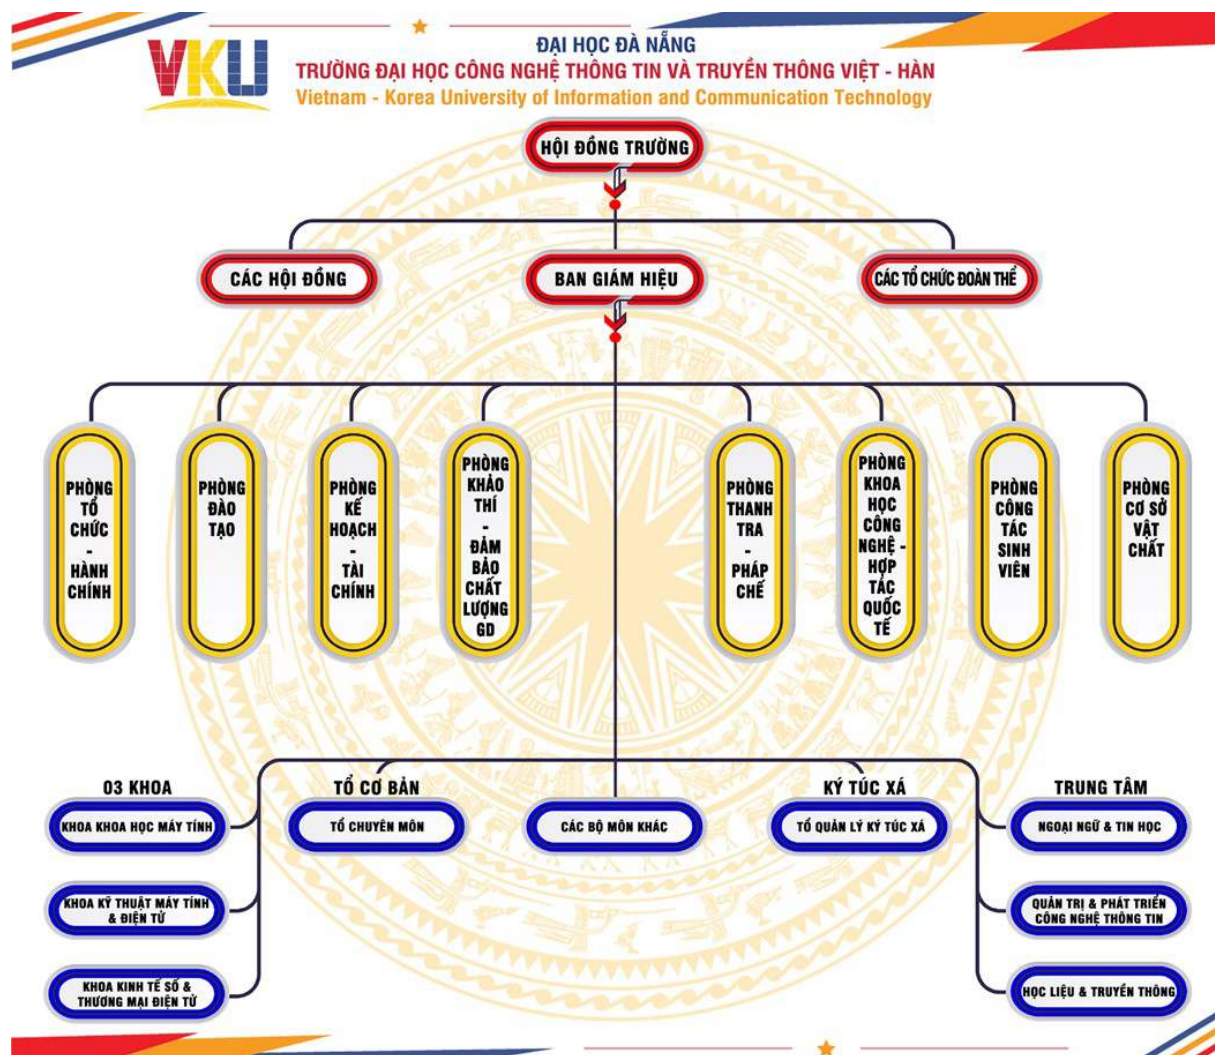 VKU
ĐẠI HỌC ĐÀ NẴNG
TRƯỜNG ĐẠI HỌC CÔNG NGHỆ THÔNG TIN VÀ TRUYỀN THÔNG VIỆT - HÀN
Vietnam - Korea University of Information and Communication Technology
HỘI ĐỒNG TRƯỜNG
CÁC HỘI ĐỒNG
BAN GIÁM HIỆU
CÁC TỔ CHỨC ĐOÀN THỂ
PHÒNG
TỔ
CHỨC
-
HÀNH
CHÍNH
PHÒNG
ĐÀO
TẠO
PHÒNG
KẾ
HOẠCH
-
TÀI
CHÍNH
PHÒNG
KHẢO
THÍ
-
ĐẢM
BẢO
CHẤT
LƯỢNG
GD
PHÒNG
THANH
TRA
-
PHÁP
CHẾ
PHÒNG
KHOA
HỌC
CÔNG
NGHỆ -
HỢP
TÁC
QUỐC
TẾ
PHÒNG
CÔNG
TÁC
SINH
VIÊN
PHÒNG
CƠ SỞ
VẬT
CHẤT
03 KHOA
KHOA KHOA HỌC MÁY TÍNH
KHOA KỸ THUẬT MÁY TÍNH
& ĐIỆN TỬ
KHOA KINH TẾ SỐ &
THƯƠNG MẠI ĐIỆN TỬ
TỔ CƠ BẢN
TỔ CHUYÊN MÔN
CÁC BỘ MÔN KHÁC
KÝ TÚC XÁ
TỔ QUẢN LÝ KÝ TÚC XÁ
TRUNG TÂM
NGOẠI NGỮ & TIN HỌC
QUẢN TRỊ & PHÁT TRIỂN
CÔNG NGHỆ THÔNG TIN
HỌC LIỆU & TRUYỀN THÔNG